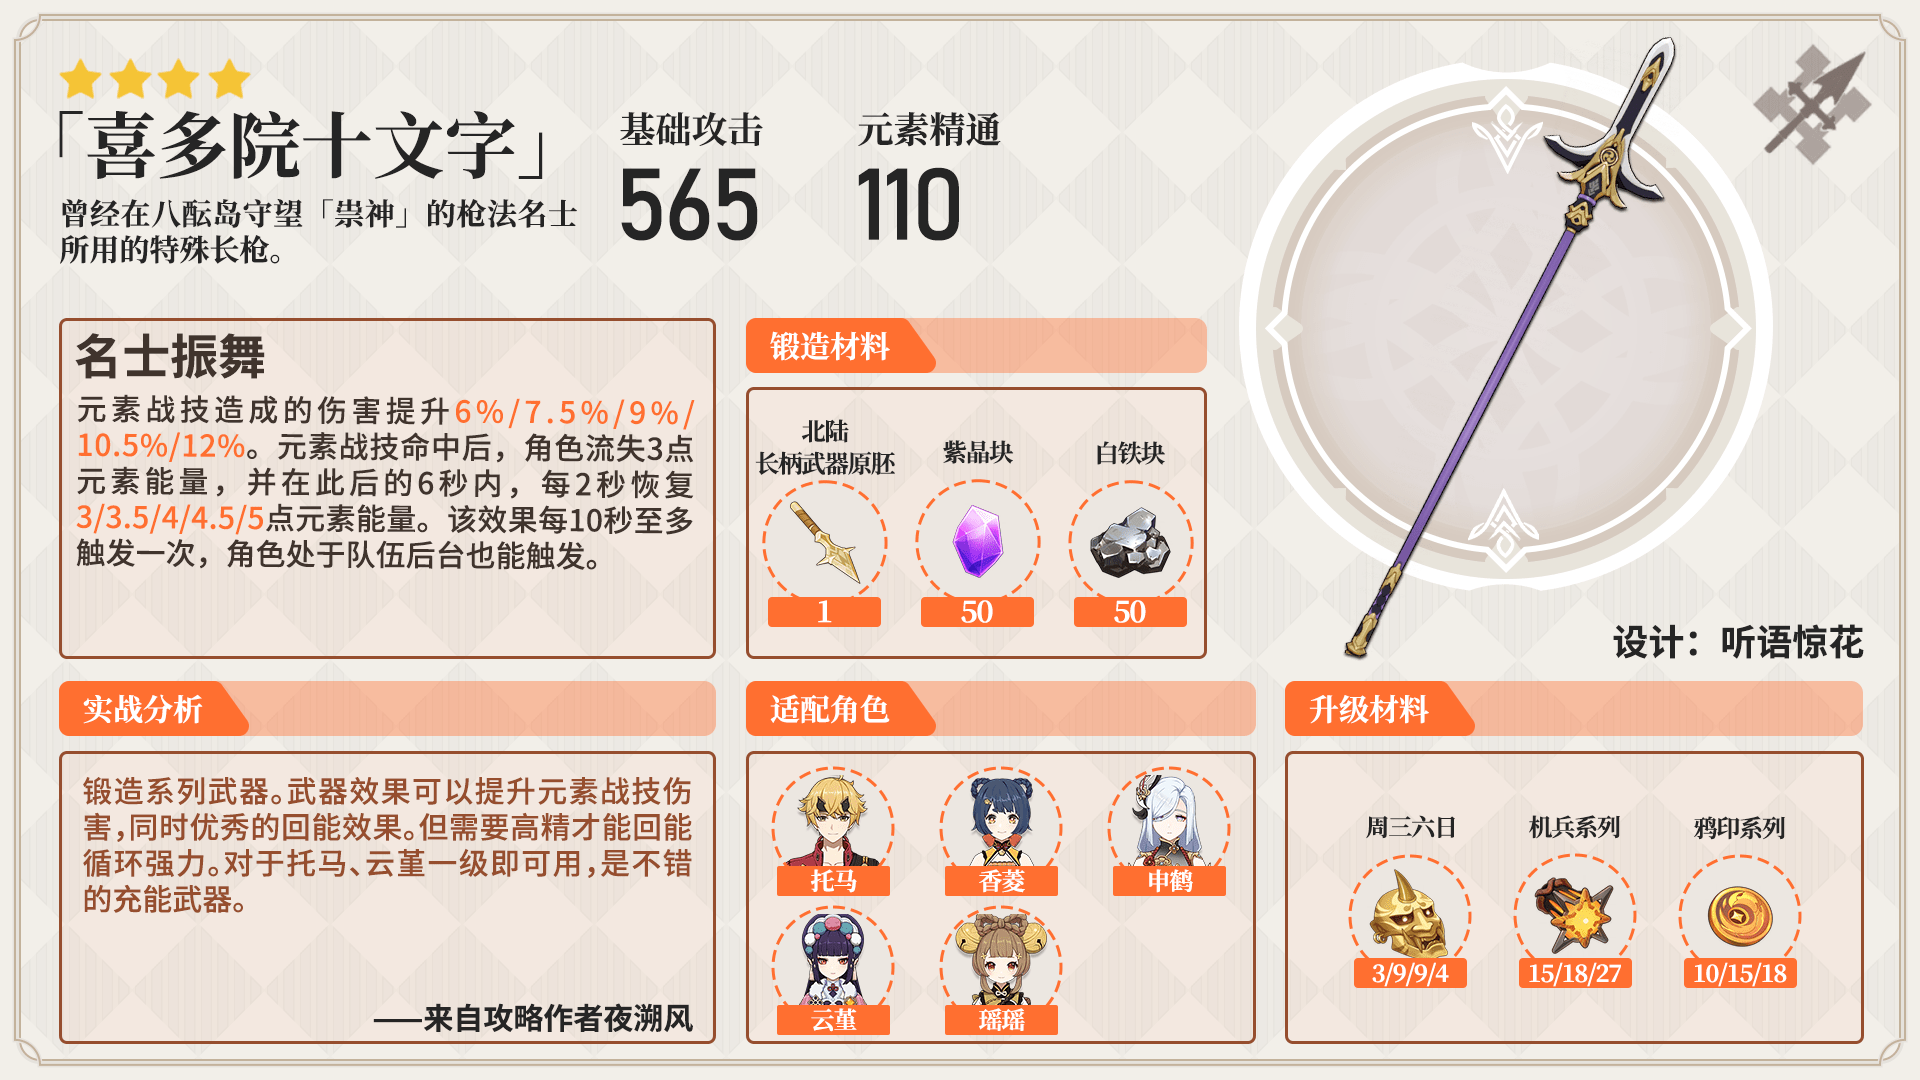 「喜多院十文字」
曾经在八酝岛守望「祟神」的枪法名士
所用的特殊长枪。
基础攻击
565
元素精通
110
名士振舞
元素战技造成的伤害提升6%/7.5%/9%/
10.5%/12%。元素战技命中后，角色流失3点
元素能量，并在此后的6秒内，每2秒恢复
3/3.5/4/4.5/5点元素能量。该效果每10秒至多
触发一次，角色处于队伍后台也能触发。
锻造材料
北陆
长柄武器原胚
紫晶块
白铁块
1
50
50
设计：听语惊花
实战分析
锻造系列武器。武器效果可以提升元素战技伤
害，同时优秀的回能效果。但需要高精才能回能
循环强力。对于托马、云堇一级即可用，是不错
的充能武器。
——来自攻略作者夜溯风
适配角色
托马
香菱
申鹤
云堇
瑶瑶
升级材料
周三六日
机兵系列
鸦印系列
3/9/9/4
15/18/27
10/15/18